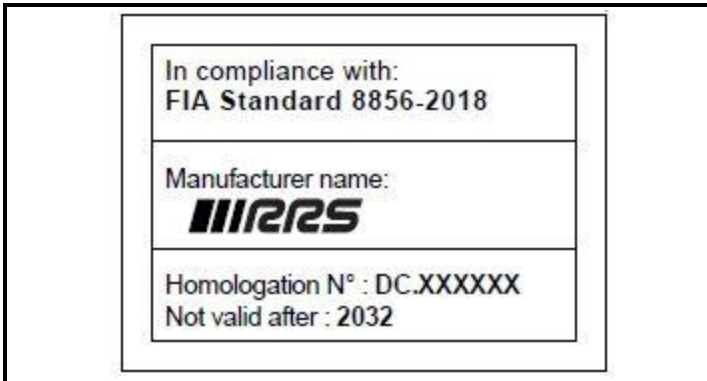 In compliance with:
FIA Standard 8856-2018
Manufacturer name:
RRS
Homologation N° : DC.XXXXXX
Not valid after : 2032